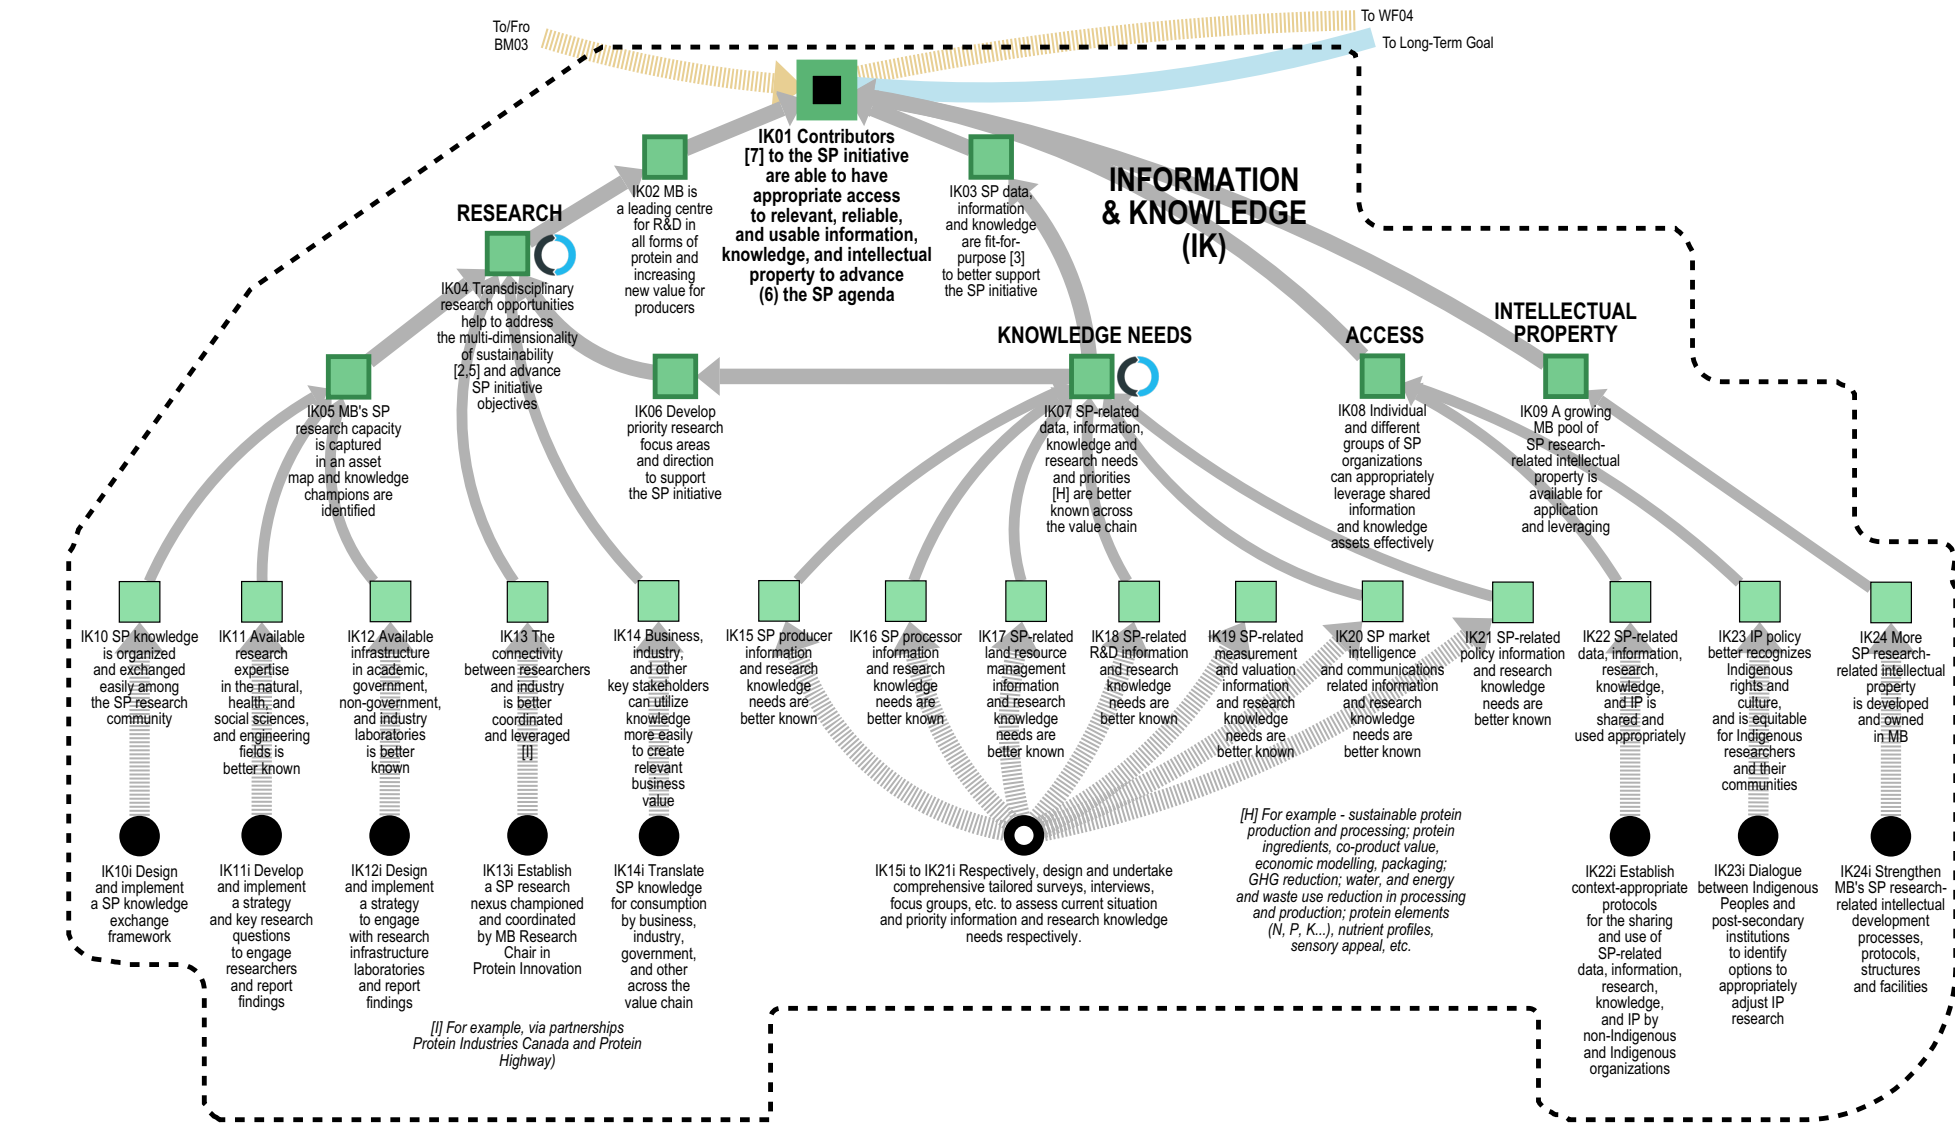 To/Fro
BM03
To WF04
To Long-Term Goal
IK01 Contributors
[7] to the SP initiative
are able to have
appropriate access
to relevant, reliable,
and usable information,
knowledge, and intellectual
property to advance
(6) the SP agenda
INFORMATION
& KNOWLEDGE
(IK)
IK02 MB is
a leading centre
for R&D in
all forms of
protein and
increasing
new value for
producers
IK03 SP data,
information
and knowledge
are fit-for-
purpose [3]
to better support
the SP initiative
RESEARCH
IK04 Transdisciplinary
research opportunities
help to address
the multi-dimensionality
of sustainability
[2,5] and advance
SP initiative
objectives
KNOWLEDGE NEEDS
ACCESS
INTELLECTUAL
PROPERTY
IK05 MB's SP
research capacity
is captured
in an asset
map and knowledge
champions are
identified
IK06 Develop
priority research
focus areas
and direction
to support
the SP initiative
IK07 SP-related
data, information,
knowledge and
research needs
and priorities
[H] are better
known across
the value chain
IK08 Individual
and different
groups of SP
organizations
can appropriately
leverage shared
information
and knowledge
assets effectively
IK09 A growing
MB pool of
SP research-
related intellectual
property is
available for
application
and leveraging
IK10 SP knowledge
is organized
and exchanged
easily among
the SP research
community
IK11 Available
research
expertise
in the natural,
health, and
social sciences,
and engineering
fields is
better known
IK12 Available
infrastructure
in academic,
government,
non-government,
and industry
laboratories
is better
known
IK13 The
connectivity
between researchers
and industry
is better
coordinated
and leveraged
[I]
IK14 Business,
industry,
and other
key stakeholders
can utilize
knowledge
more easily
to create
relevant
business
value
IK15 SP producer
information
and research
knowledge
needs are
better known
IK16 SP processor
information
and research
knowledge
needs are
better known
IK17 SP-related
land resource
management
information
and research
knowledge
needs are
better known
IK18 SP-related
R&D information
and research
knowledge
needs are
better known
IK19 SP-related
measurement
and valuation
information
and research
knowledge
needs are
better known
IK20 SP market
intelligence
and communications
related information
and research
knowledge
needs are
better known
IK21 SP-related
policy information
and research
knowledge
needs are
better known
IK22 SP-related
data, information,
research,
knowledge,
and IP is
shared and
used appropriately
IK23 IP policy
better recognizes
Indigenous
rights and
culture,
and is equitable
for Indigenous
researchers
and their
communities
IK24 More
SP research-
related intellectual
property
is developed
and owned
in MB
IK10i Design
and implement
a SP knowledge
exchange
framework
IK11i Develop
and implement
a strategy
and key research
questions
to engage
researchers
and report
findings
IK12i Design
and implement
a strategy
to engage
with research
infrastructure
laboratories
and report
findings
IK13i Establish
a SP research
nexus championed
and coordinated
by MB Research
Chair in
Protein Innovation
IK14i Translate
SP knowledge
for consumption
by business,
industry,
government,
and other
across the
value chain
IK15i to IK21i Respectively, design and undertake
comprehensive tailored surveys, interviews,
focus groups, etc. to assess current situation
and priority information and research knowledge
needs respectively.
[H] For example - sustainable protein
production and processing; protein
ingredients, co-product value,
economic modelling, packaging;
GHG reduction; water, and energy
and waste use reduction in processing
and production; protein elements
(N, P, K...), nutrient profiles,
sensory appeal, etc.
IK22i Establish
context-appropriate
protocols
for the sharing
and use of
SP-related
data, information,
research,
knowledge,
and IP by
non-Indigenous
and Indigenous
organizations
IK23i Dialogue
between Indigenous
Peoples and
post-secondary
institutions
to identify
options to
appropriately
adjust IP
research
IK24i Strengthen
MB's SP research-
related intellectual
development
processes,
protocols,
structures
and facilities
[I] For example, via partnerships
Protein Industries Canada and Protein
Highway)